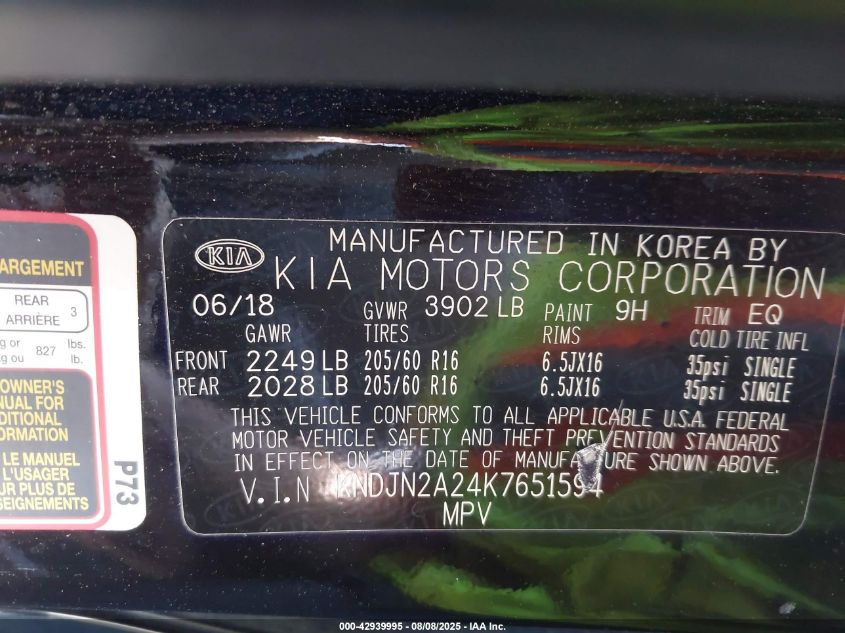 ARGEMENT
REAR
ARRIÈRE 3
g or
g ou 827 lbs.
lb.
OWNER'S
NUAL FOR
DITIONAL
ORMATION
LE MANUEL
L'USAGER
UR PLUS DE
SEIGNEMENTS
P73
KIA
MANUFACTURED IN KOREA BY
KIA MOTORS CORPORATION
06/18 GVWR 3902 LB PAINT 9H TRIM EQ
GAWR TIRES RIMS COLD TIRE INFL
FRONT 2249 LB 205/60 R16 6.5JX16 35psi SINGLE
REAR 2028 LB 205/60 R16 6.5JX16 35psi SINGLE
THIS VEHICLE CONFORMS TO ALL APPLICABLE U.S.A. FEDERAL
MOTOR VEHICLE SAFETY AND THEFT PREVENTION STANDARDS
IN EFFECT ON THE DATE OF MANUFACTURE SHOWN ABOVE.
V.I.N KNDJN2A24K7651594
MPV
000-42939995 - 08/08/2025 - IAA Inc.